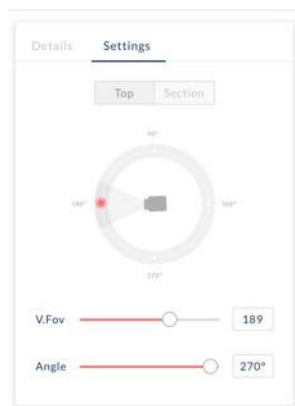 Details Settings
Top Section
90°
180° 360°
270°
V.Fov 189
Angle 270°